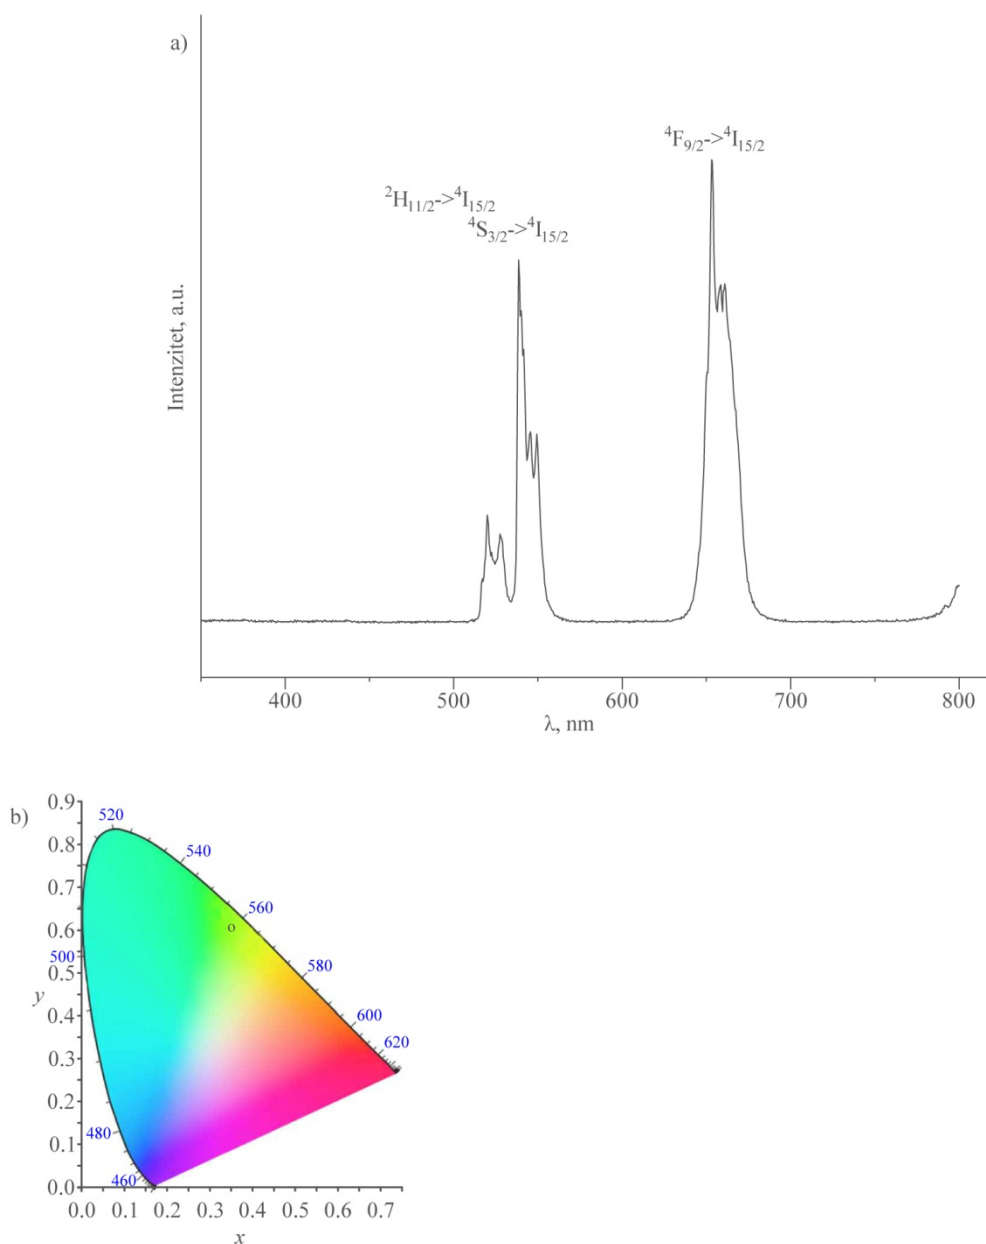 a)
⁴F₉/₂->⁴I₁₅/₂
²H₁₁/₂->⁴I₁₅/₂
⁴S₃/₂->⁴I₁₅/₂
Intenzitet, a.u.
400 500 600 700 800
λ, nm
b)
0.9
0.8
0.7
0.6
0.5
0.4
0.3
0.2
0.1
0.0
y
520
540
560
500
580
600
620
480
460
0.0 0.1 0.2 0.3 0.4 0.5 0.6 0.7
x